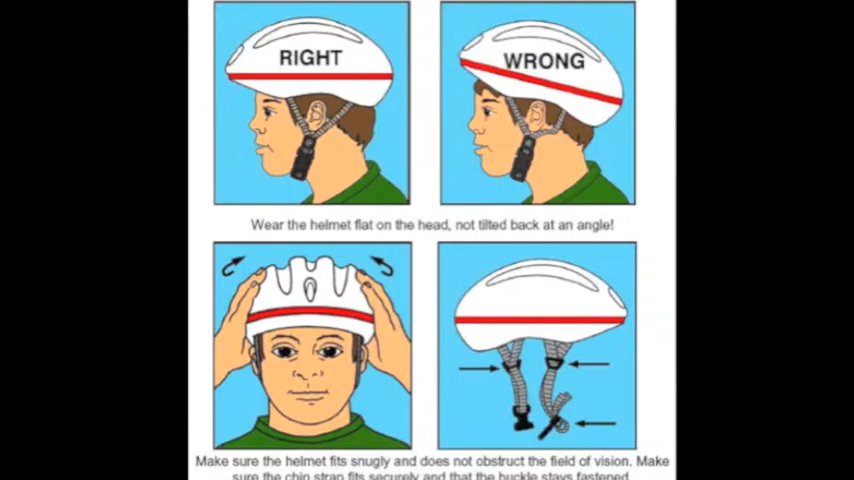 RIGHT
WRONG
Wear the helmet flat on the head, not tilted back at an angle!
Make sure the helmet fits snugly and does not obstruct the field of vision. Make
sure the chin strap fits securely and that the buckle stays fastened.